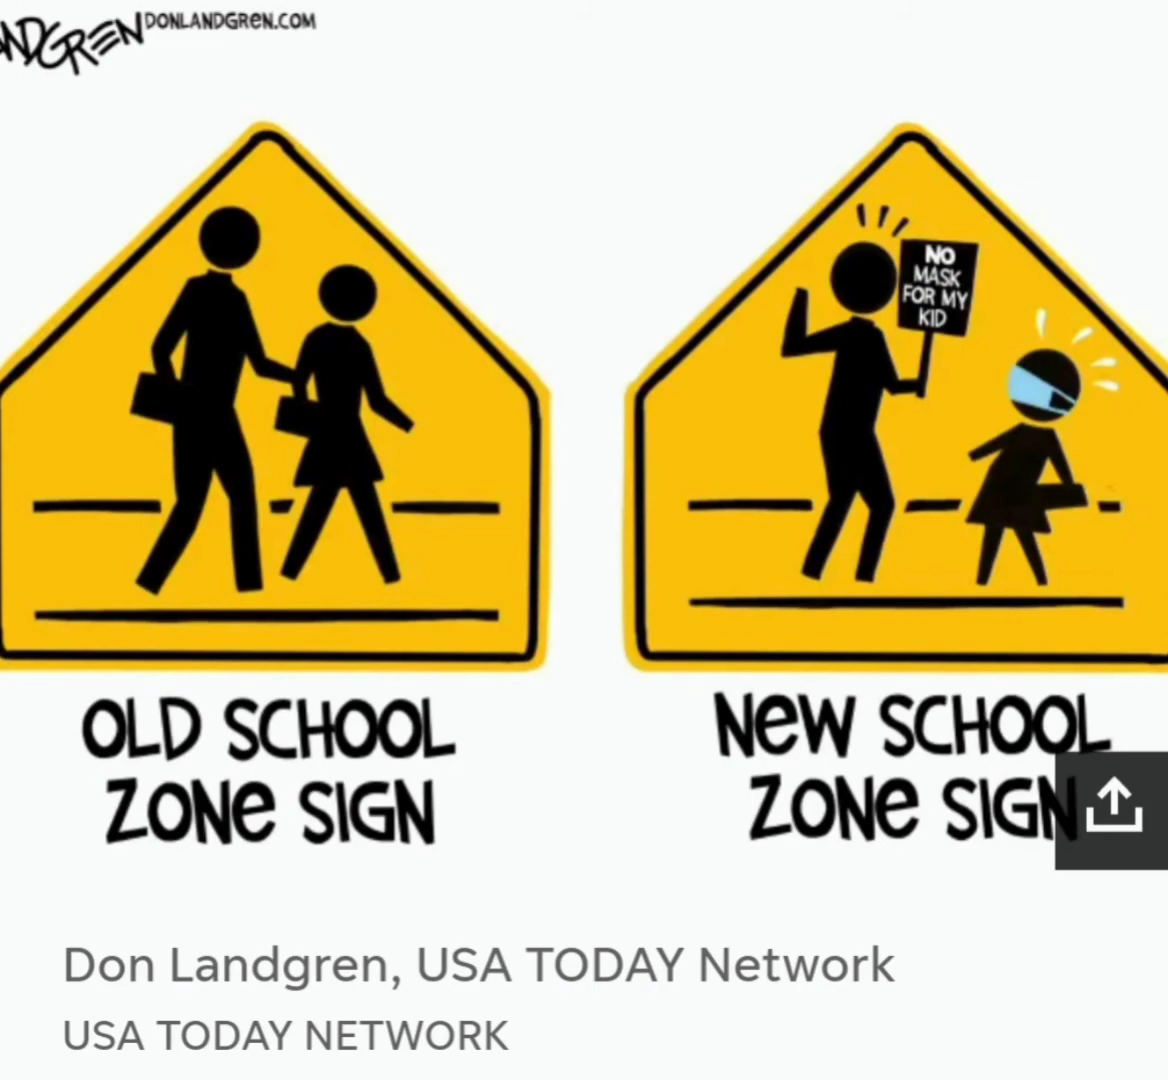 DONLANDGREN.COM
NO
MASK
FOR MY
KID
OLD SCHOOL
ZONE SIGN
NEW SCHOOL
ZONE SIGN
Don Landgren, USA TODAY Network
USA TODAY NETWORK